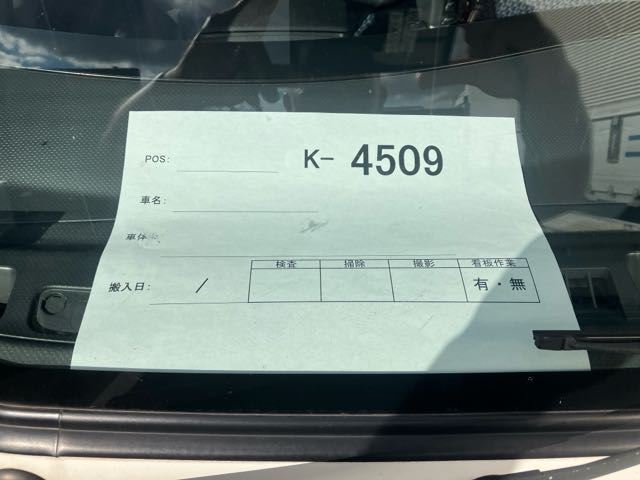 POS: K- 4509
車名:
車体
検査 掃除 撮影 看板作業
搬入日: / 有・無